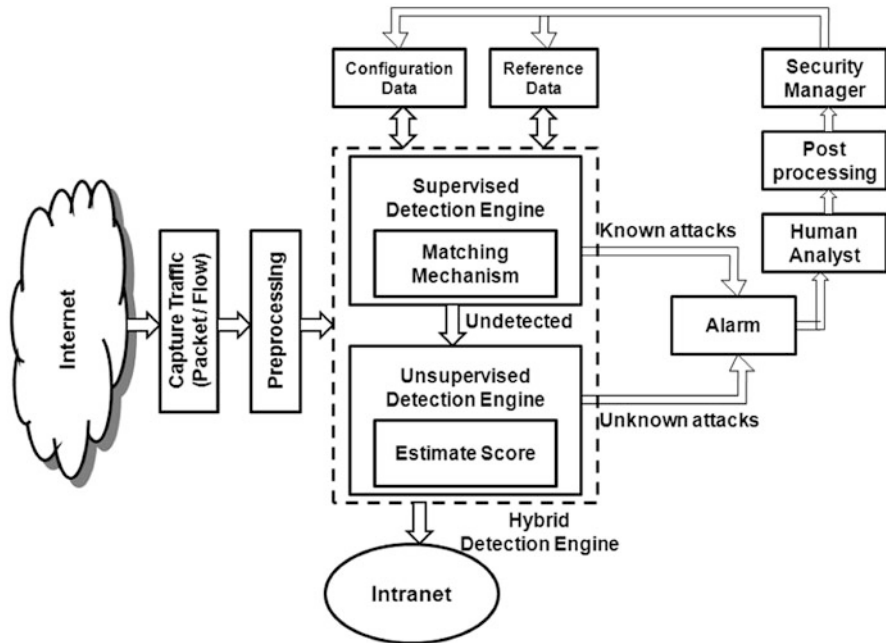 Configuration
Data
Reference
Data
Security
Manager
Post
processing
Human
Analyst
Supervised
Detection Engine
Matching
Mechanism
Known attacks
Internet
Capture Traffic
(Packet / Flow)
Preprocessing
Undetected
Alarm
Unsupervised
Detection Engine
Estimate Score
Unknown attacks
Hybrid
Detection Engine
Intranet